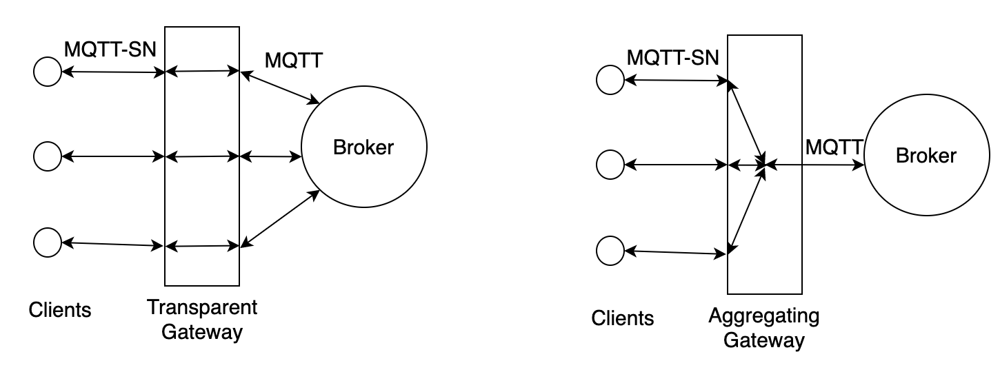 MQTT-SN
MQTT
Broker
Clients
Transparent
Gateway
MQTT-SN
MQTT
Broker
Clients
Aggregating
Gateway